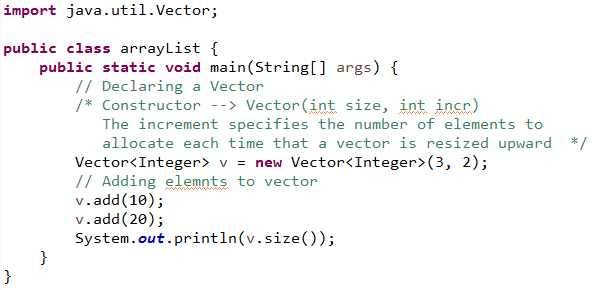 import java.util.Vector;
public class arrayList {
public static void main(String[] args) {
// Declaring a Vector
/* Constructor --> Vector(int size, int incr)
The increment specifies the number of elements to
allocate each time that a vector is resized upward */
Vector<Integer> v = new Vector<Integer>(3, 2);
// Adding elemnts to vector
v.add(10);
v.add(20);
System.out.println(v.size());
}
}